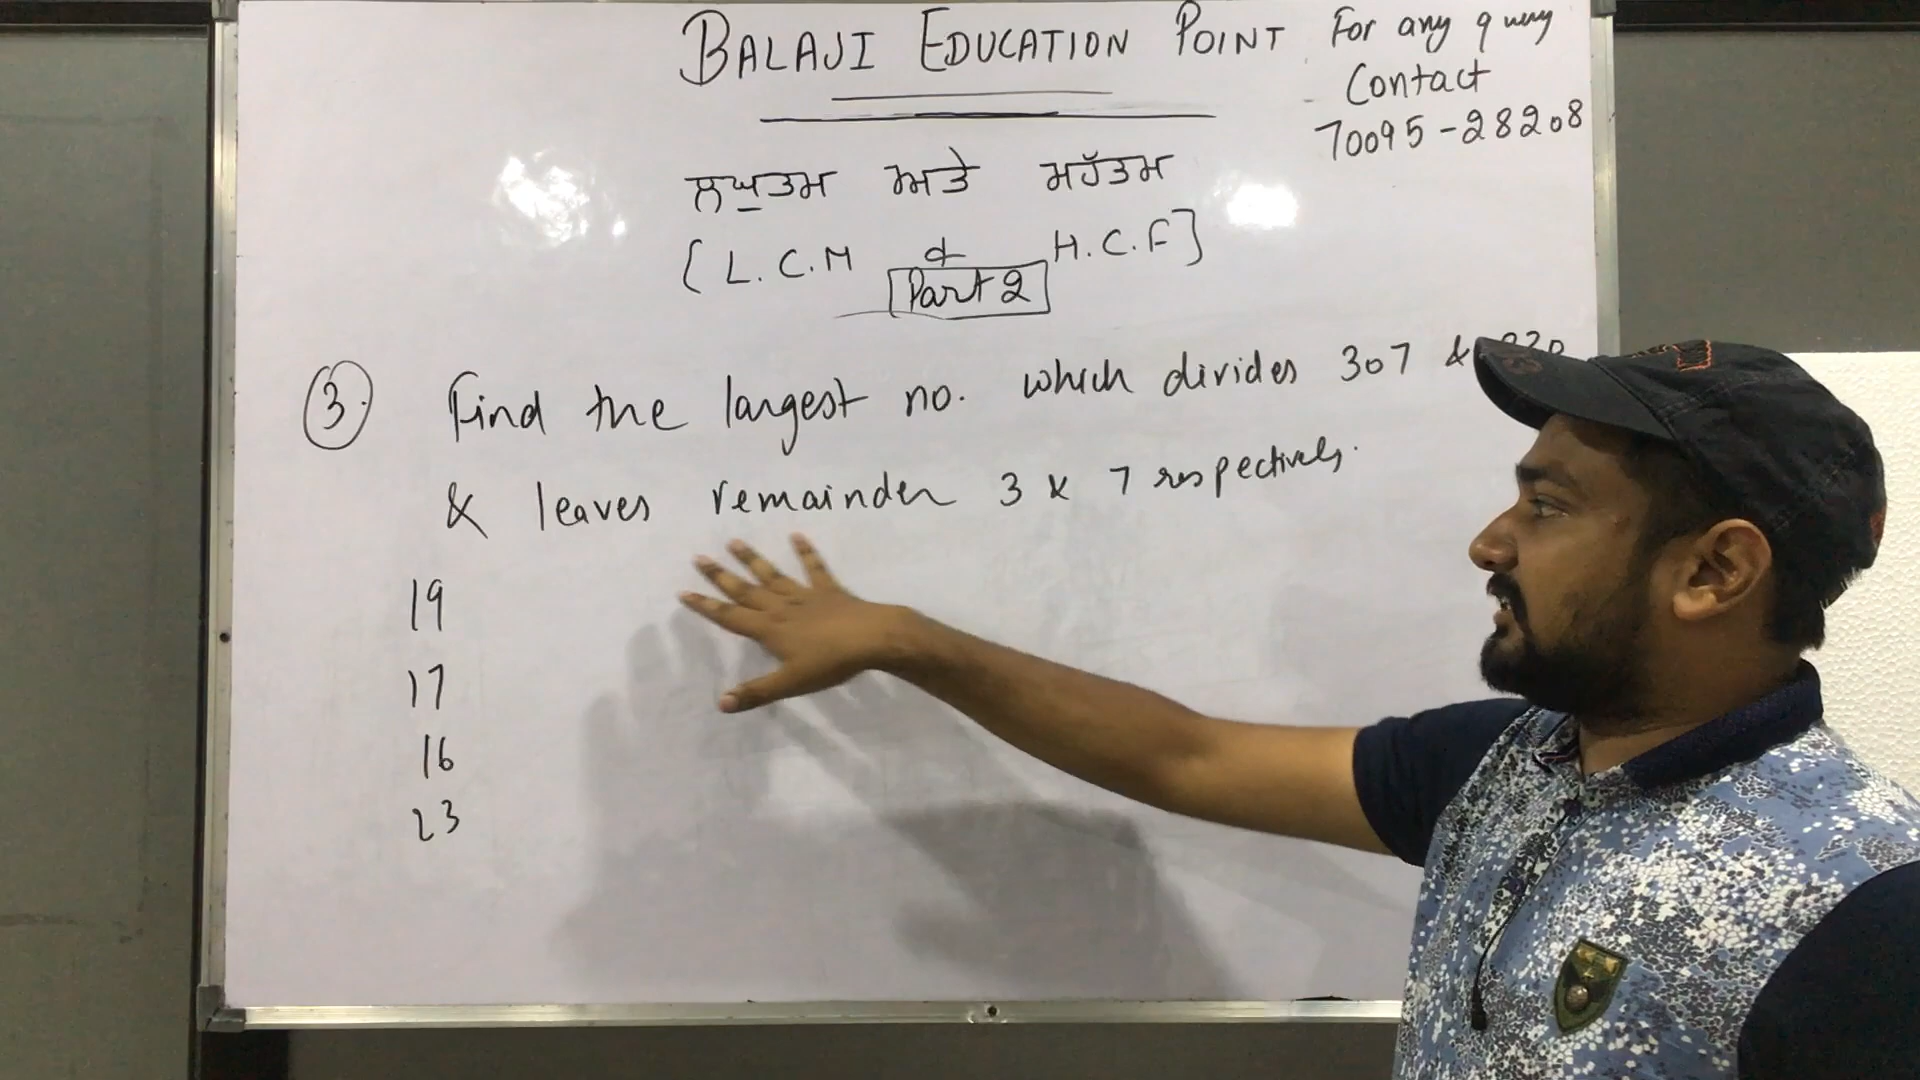 BALAJI EDUCATION POINT
For any query
Contact
70095-28208
ਲਘੁਤਮ ਅਤੇ ਮਹੱਤਮ
[L.C.M & H.C.F]
Part 2
3. Find the largest no. which divides 307 &
& leaves remainder 3 & 7 respectively.
19
17
16
23